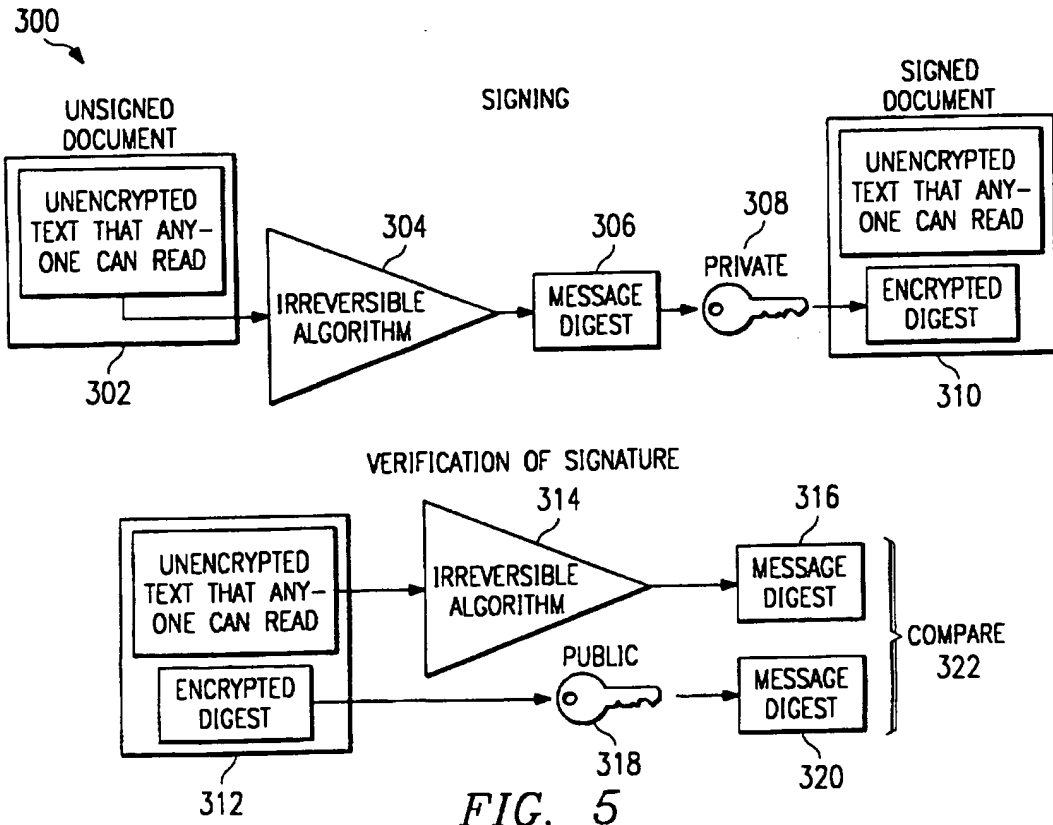 300
UNSIGNED
DOCUMENT
UNENCRYPTED
TEXT THAT ANY-
ONE CAN READ
302
SIGNING
304
IRREVERSIBLE
ALGORITHM
306
MESSAGE
DIGEST
308
PRIVATE
SIGNED
DOCUMENT
UNENCRYPTED
TEXT THAT ANY-
ONE CAN READ
ENCRYPTED
DIGEST
310
VERIFICATION OF SIGNATURE
UNENCRYPTED
TEXT THAT ANY-
ONE CAN READ
ENCRYPTED
DIGEST
312
314
IRREVERSIBLE
ALGORITHM
316
MESSAGE
DIGEST
PUBLIC
318
MESSAGE
DIGEST
320
COMPARE
322
FIG. 5